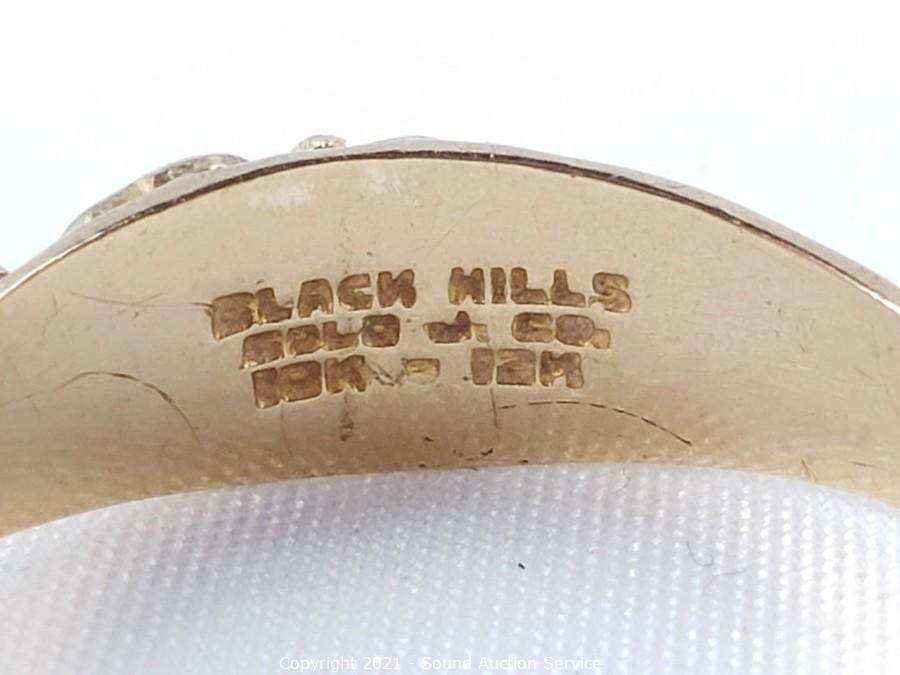 BLACK HILLS
GOLD J. CO.
10K - 12K
Copyright 2021 - Sound Auction Service